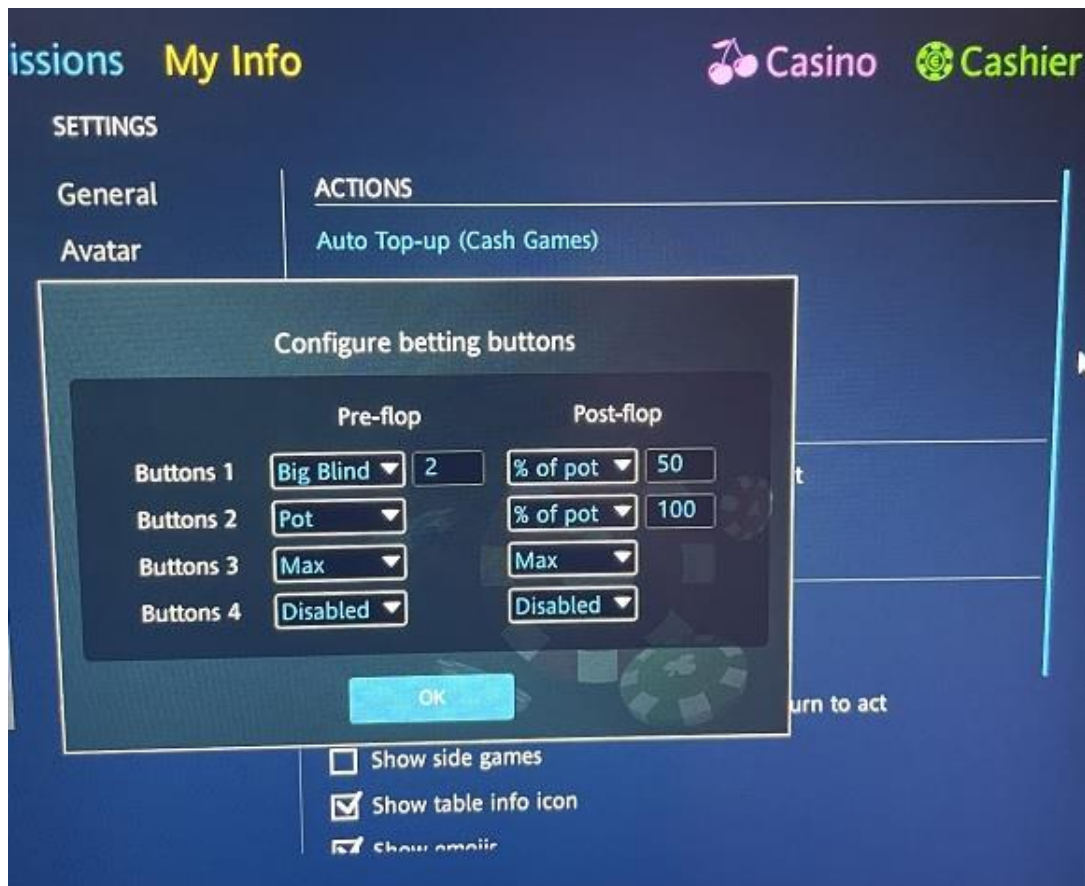 issions My Info Casino Cashier
SETTINGS
General
Avatar
ACTIONS
Auto Top-up (Cash Games)
Configure betting buttons
Pre-flop Post-flop
Buttons 1 Big Blind 2 % of pot 50
Buttons 2 Pot % of pot 100
Buttons 3 Max Max
Buttons 4 Disabled Disabled
OK
t
urn to act
Show side games
Show table info icon
Show